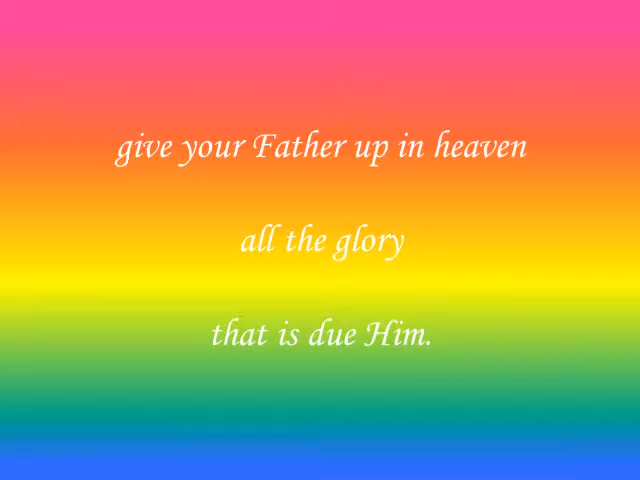 give your Father up in heaven
all the glory
that is due Him.